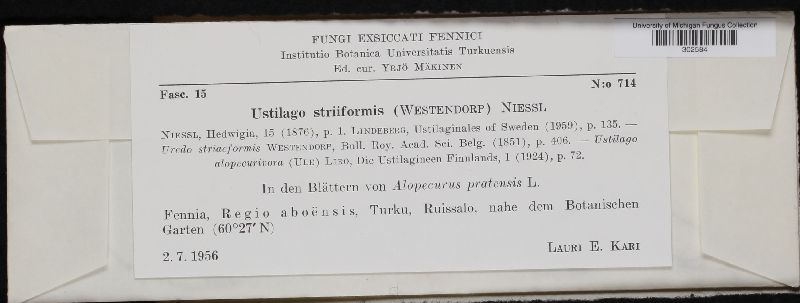 University of Michigan Fungus Collection
302584
FUNGI EXSICCATI FENNICI
Institutio Botanica Universitatis Turkuensis
Ed. cur. YRJÖ MÄKINEN
Fasc. 15
N:o 714
Ustilago striiformis (WESTENDORP) NIESSL
NIESSL, Hedwigia, 15 (1876), p. 1. LINDEBERG, Ustilaginales of Sweden (1959), p. 135. —
Uredo striaeformis WESTENDORP, Bull. Roy. Acad. Sci. Belg. (1851), p. 406. — Ustilago
alopecurivora (ULE) LIRO, Die Ustilagineen Finnlands, I (1924), p. 72.
In den Blättern von Alopecurus pratensis L.
Fennia, Regio aboënsis, Turku, Ruissalo, nahe dem Botanischen
Garten (60°27′ N)
2. 7. 1956
LAURI E. KARI